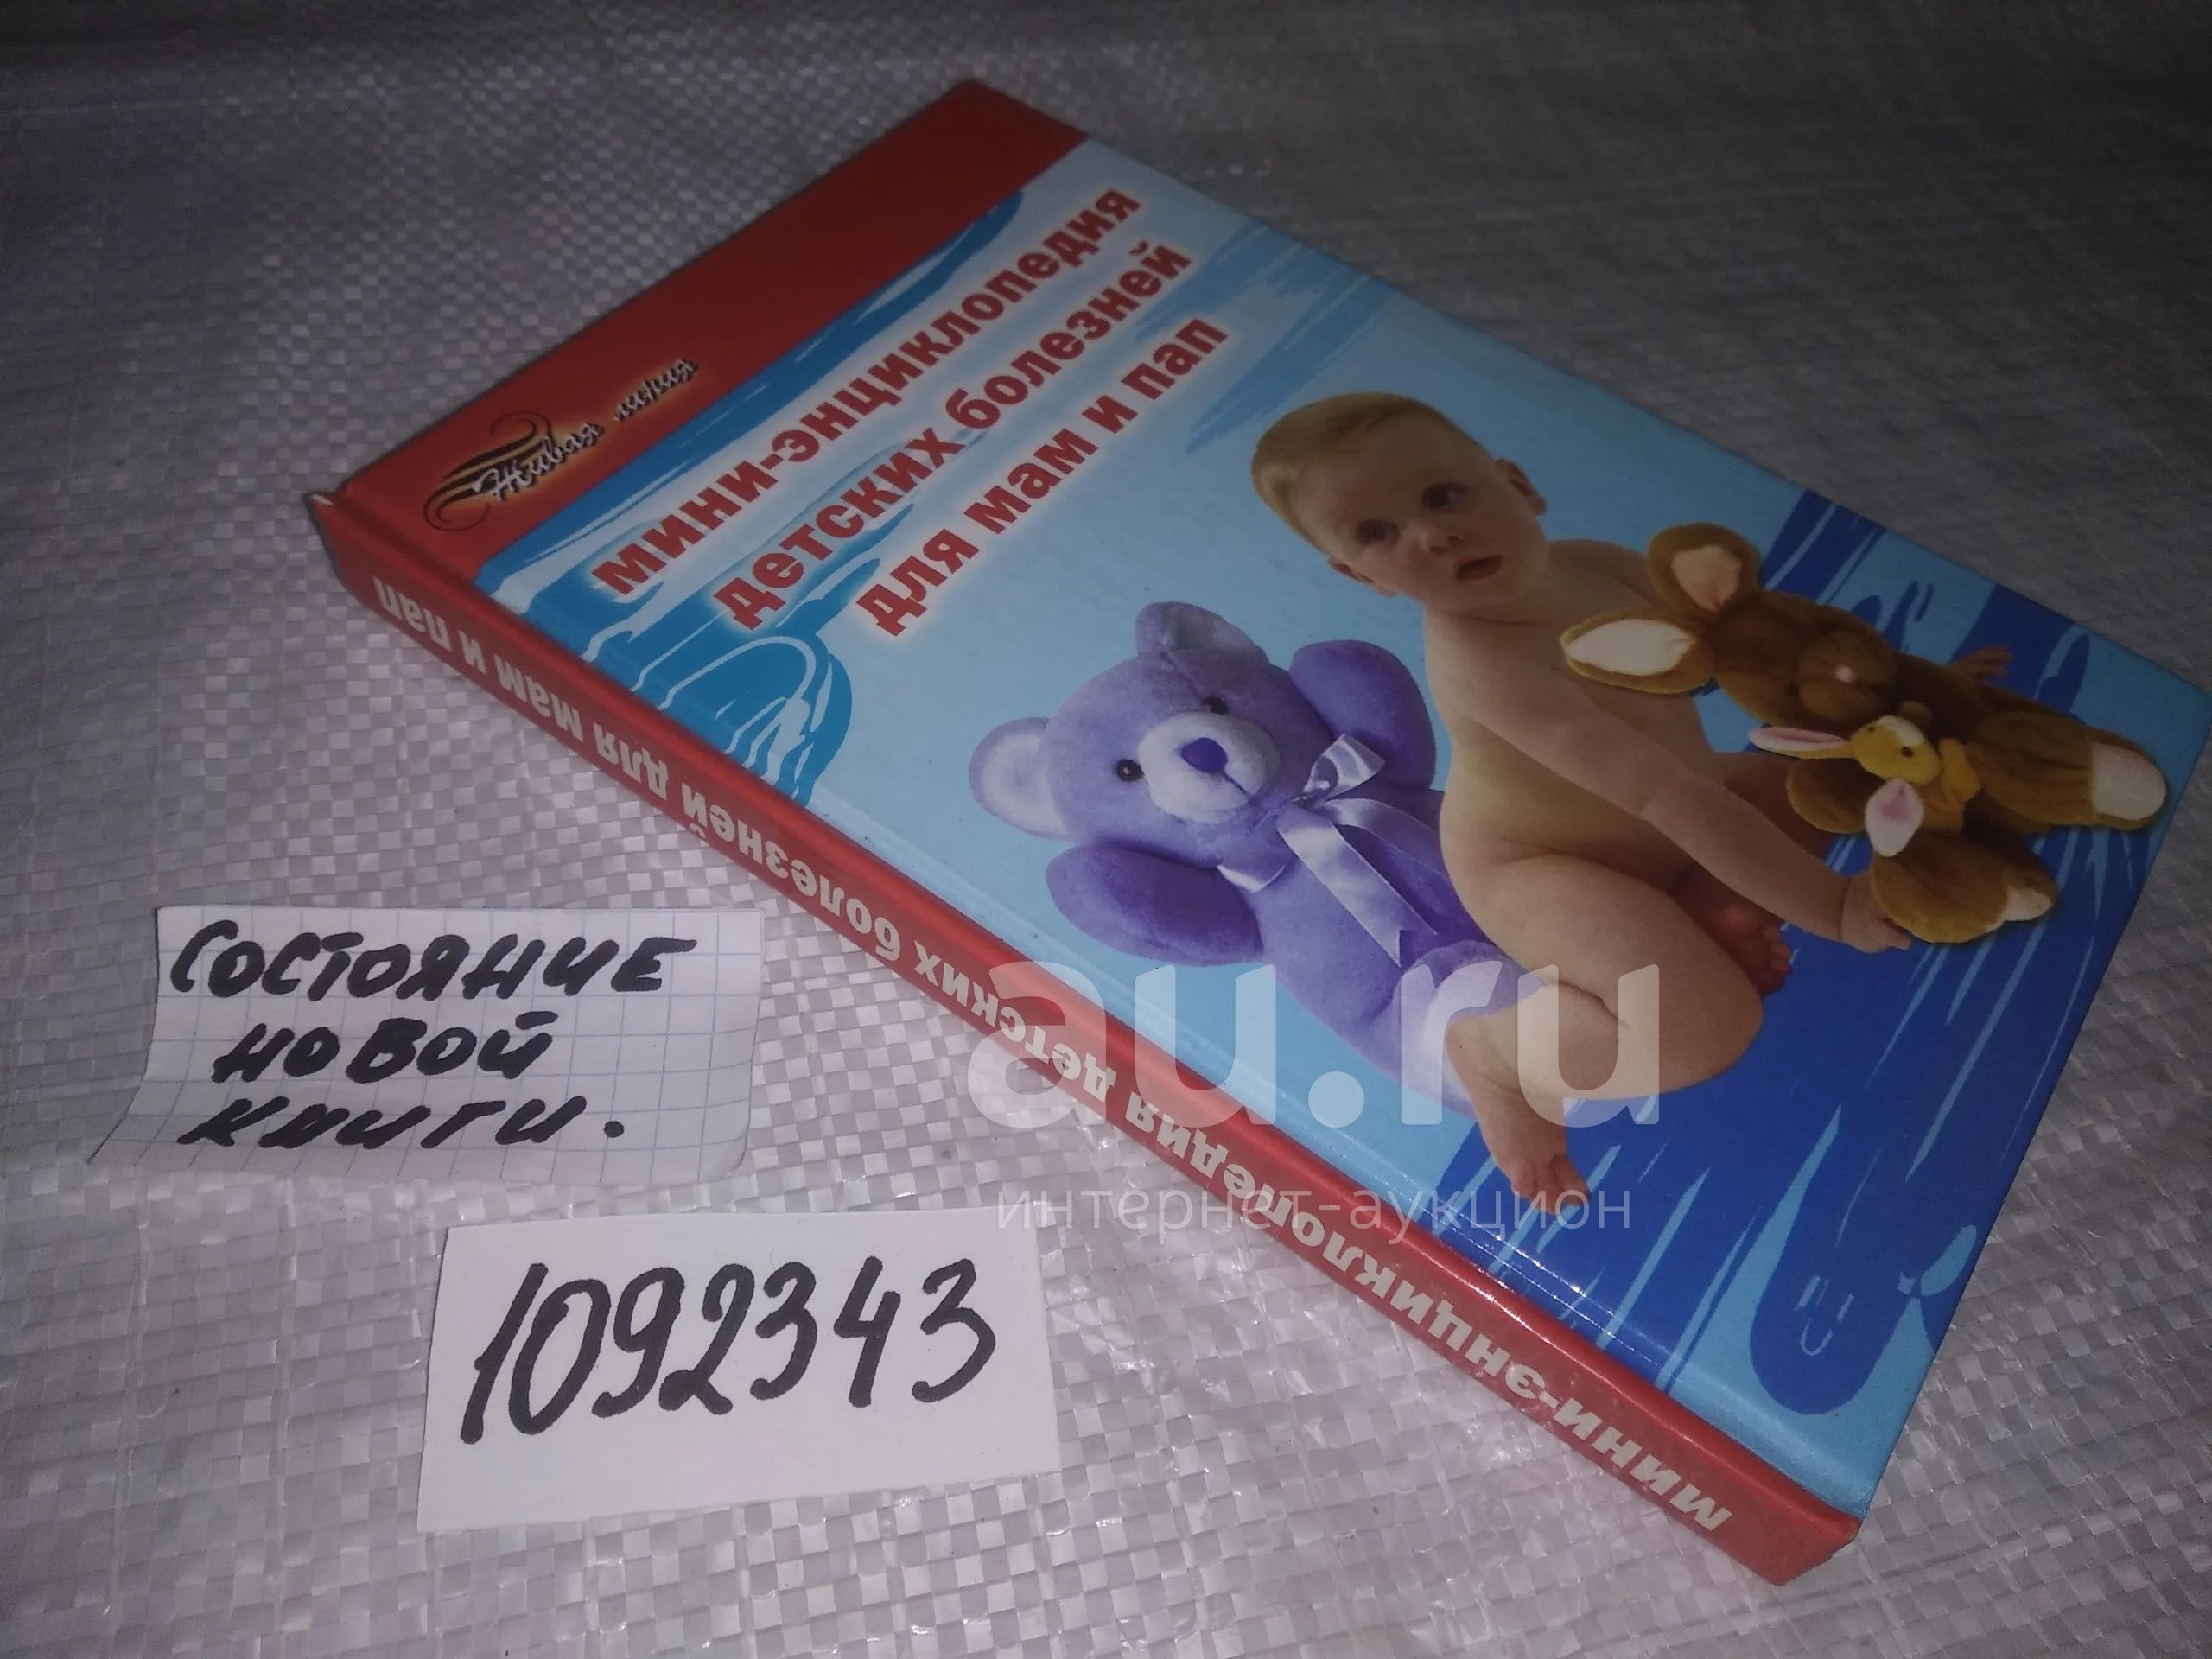 Живая линия
мини-энциклопедия
детских болезней
для мам и пап
мини-энциклопедия детских болезней для мам и пап
состояние
новой
книги.
1092343
au.ru
интернет-аукцион